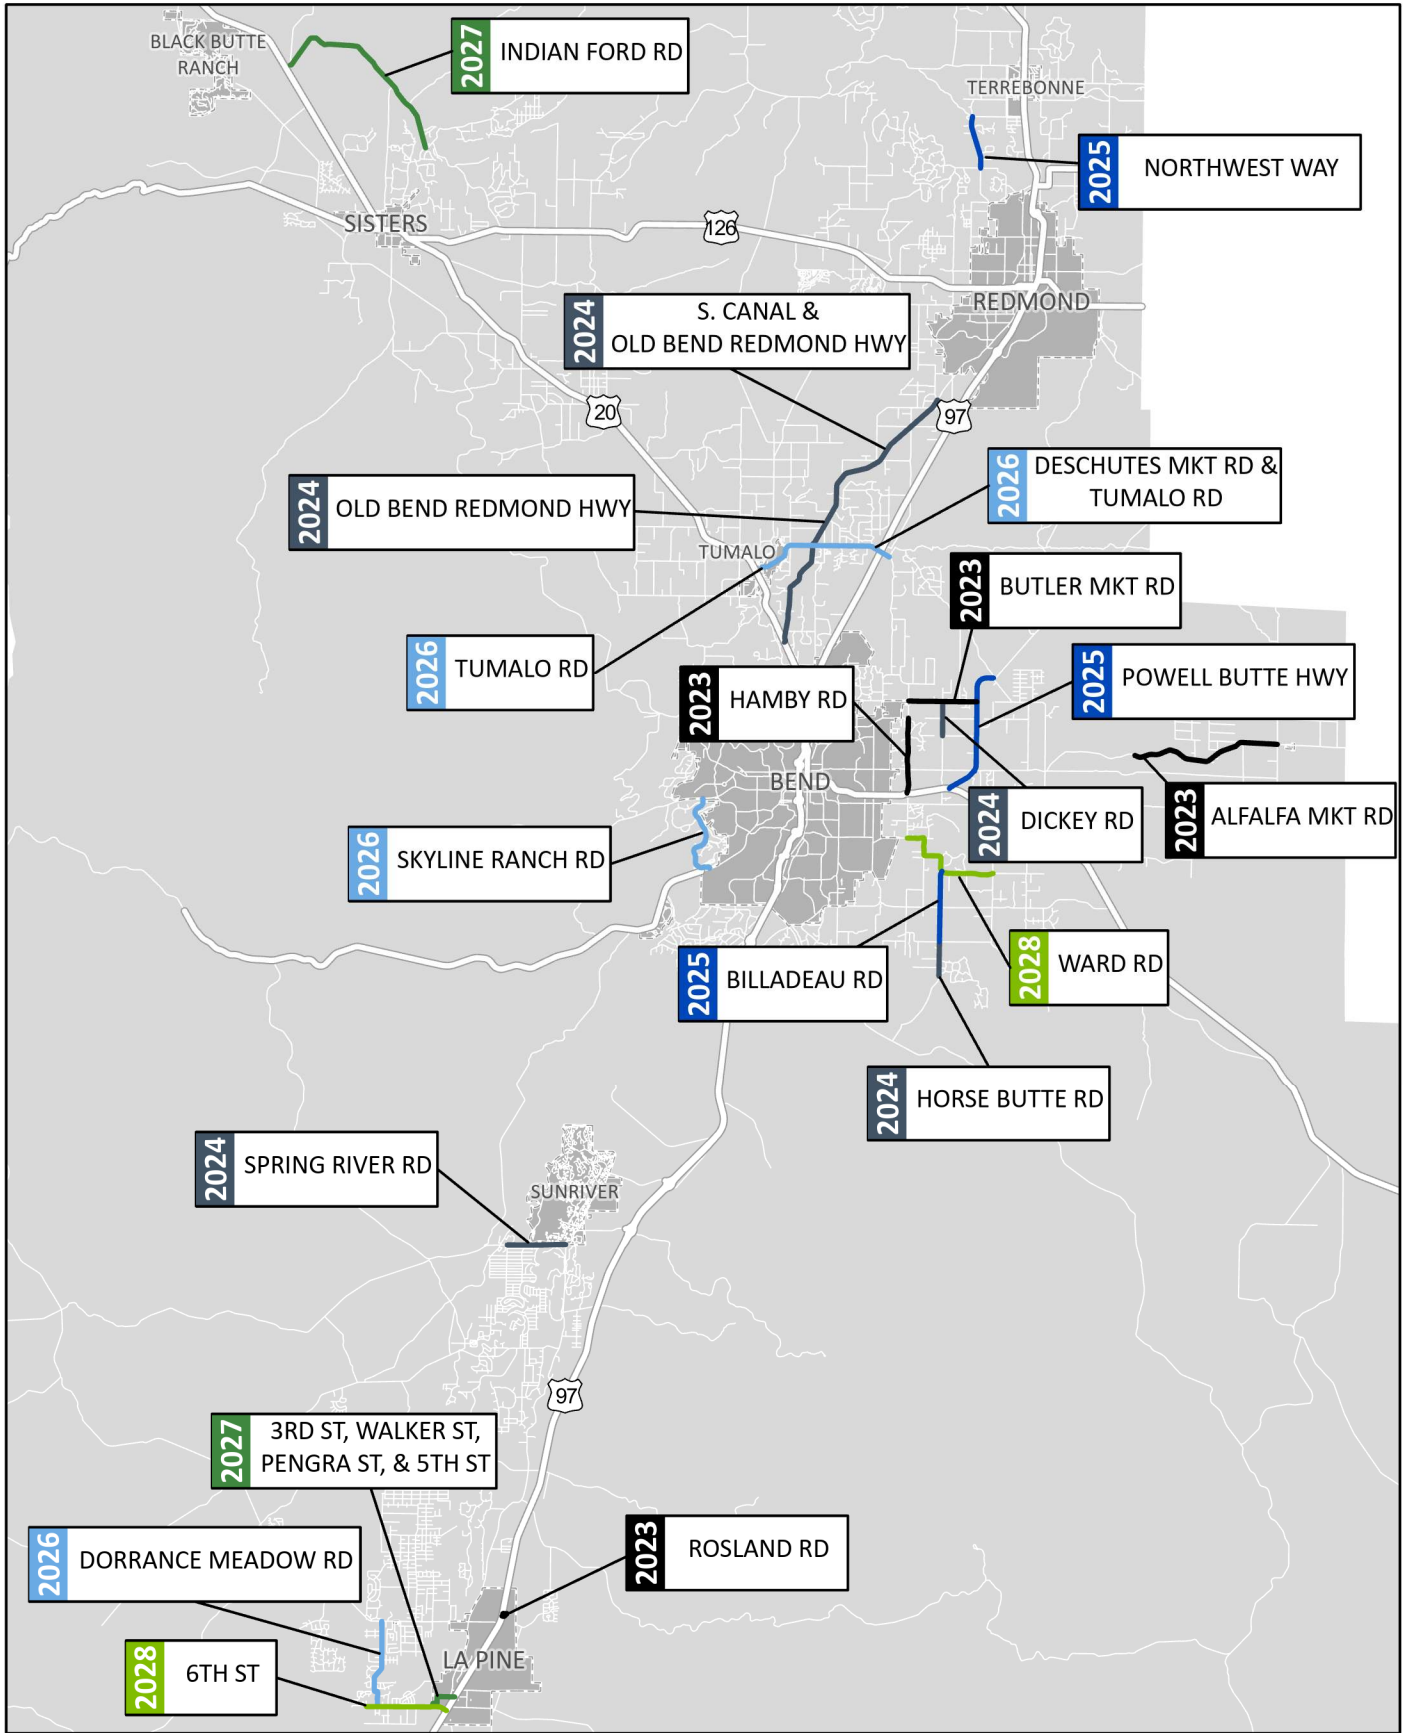 BLACK BUTTE
RANCH
2027
INDIAN FORD RD
TERREBONNE
2025
NORTHWEST WAY
SISTERS
126
REDMOND
2024
S. CANAL &
OLD BEND REDMOND HWY
20
97
2024
OLD BEND REDMOND HWY
2026
DESCHUTES MKT RD &
TUMALO RD
TUMALO
2023
BUTLER MKT RD
2026
TUMALO RD
2023
HAMBY RD
2025
POWELL BUTTE HWY
BEND
2024
DICKEY RD
2023
ALFALFA MKT RD
2026
SKYLINE RANCH RD
2025
BILLADEAU RD
2028
WARD RD
2024
HORSE BUTTE RD
2024
SPRING RIVER RD
SUNRIVER
97
2027
3RD ST, WALKER ST,
PENGRA ST, & 5TH ST
2026
DORRANCE MEADOW RD
2023
ROSLAND RD
2028
6TH ST
LA PINE